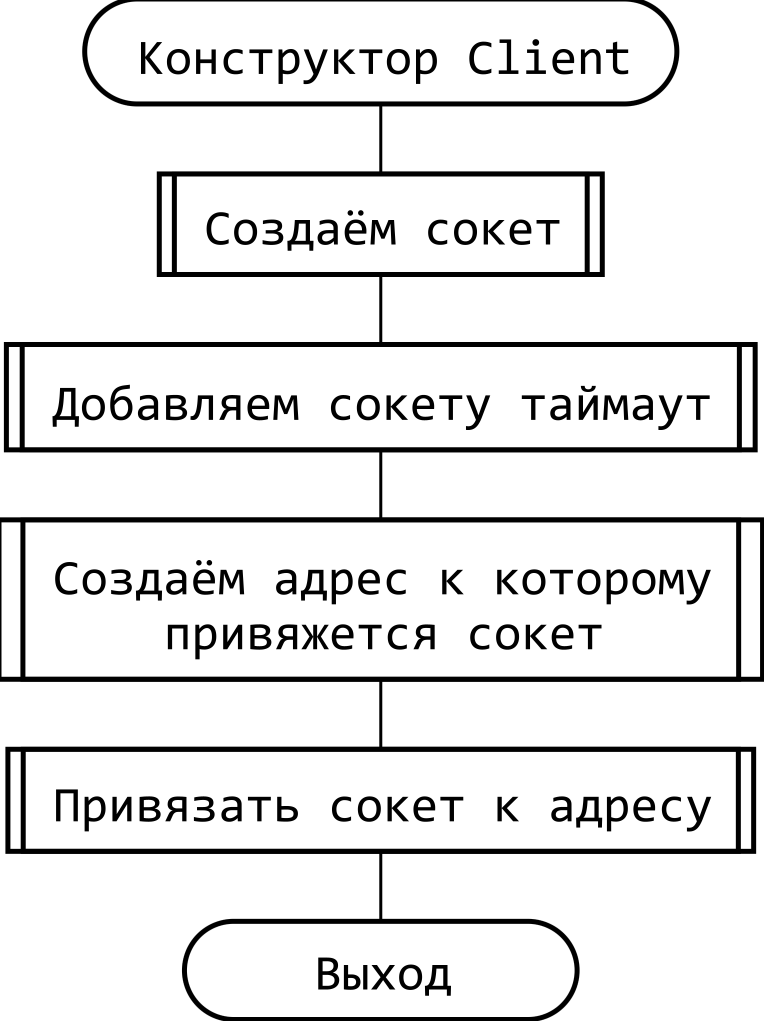 Конструктор Client
Создаём сокет
Добавляем сокету таймаут
Создаём адрес к которому
привяжется сокет
Привязать сокет к адресу
Выход